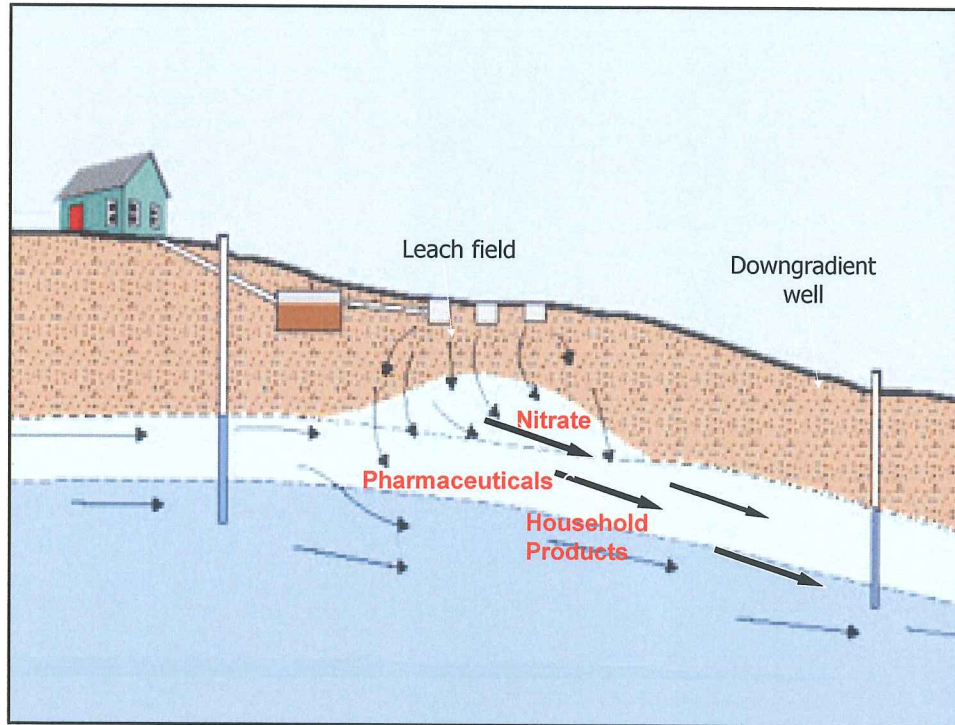 Leach field
Downgradient
well
Nitrate
Pharmaceuticals
Household
Products